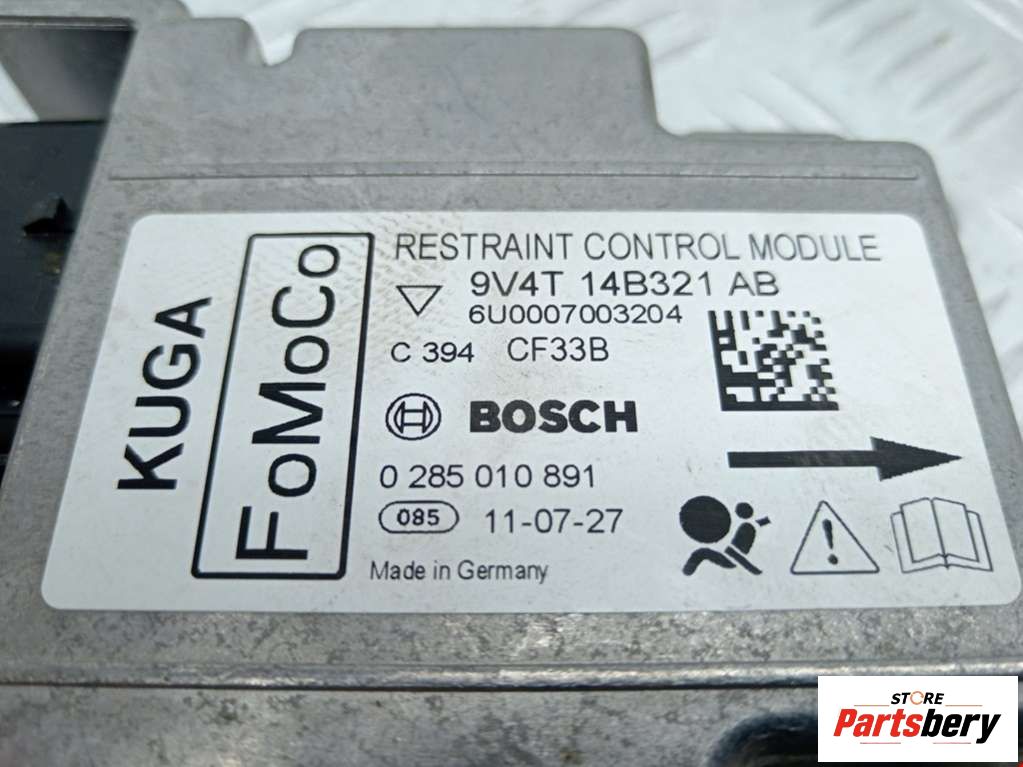 KUGA
FoMoCo
RESTRAINT CONTROL MODULE
9V4T 14B321 AB
6U0007003204
C 394 CF33B
BOSCH
0 285 010 891
085 11-07-27
Made in Germany
STORE
Partsbery